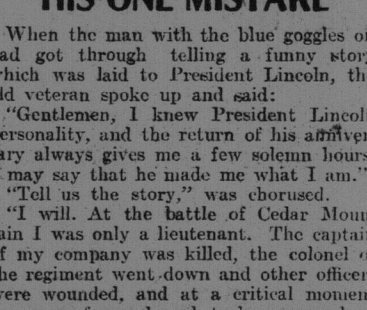 HIS ONE MISTAKE
When the man with the blue goggles on
ad got through telling a funny story
which was laid to President Lincoln, th
ld veteran spoke up and said:
"Gentlemen, I knew President Lincoln
ersonality, and the return of his anniver
ary always gives me a few solemn hours
may say that he made me what I am."
"Tell us the story," was chorused.
"I will. At the battle of Cedar Moun
ain I was only a lieutenant. The captain
f my company was killed, the colonel o
he regiment went down and other officer
were wounded, and at a critical momen